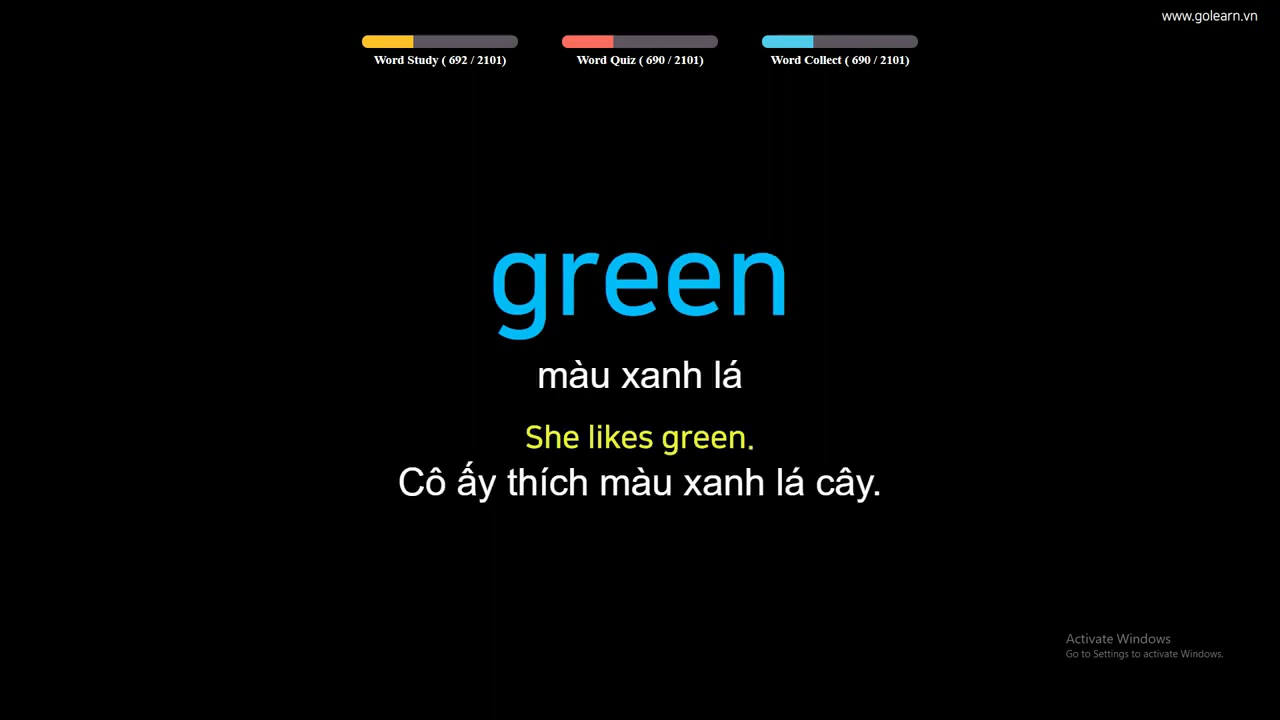 www.golearn.vn
Word Study ( 692 / 2101)
Word Quiz ( 690 / 2101)
Word Collect ( 690 / 2101)
green
màu xanh lá
She likes green.
Cô ấy thích màu xanh lá cây.
Activate Windows
Go to Settings to activate Windows.